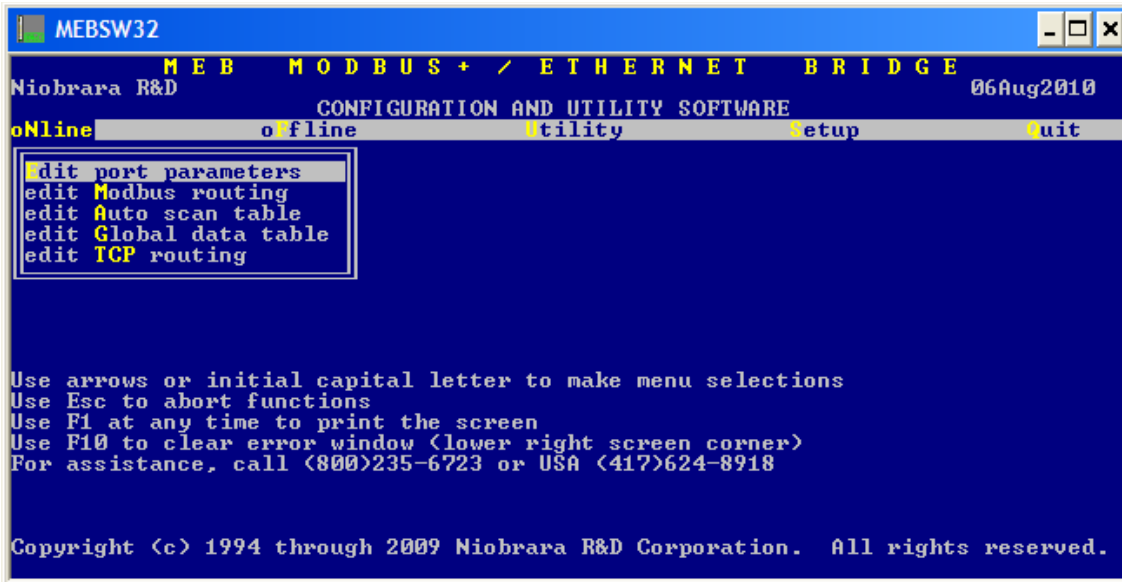 MEBSW32
M E B M O D B U S + / E T H E R N E T B R I D G E
Niobrara R&D 06Aug2010
CONFIGURATION AND UTILITY SOFTWARE
oNline oFfline Utility Setup Quit
Edit port parameters
edit Modbus routing
edit Auto scan table
edit Global data table
edit TCP routing
Use arrows or initial capital letter to make menu selections
Use Esc to abort functions
Use F1 at any time to print the screen
Use F10 to clear error window (lower right screen corner)
For assistance, call (800)235-6723 or USA (417)624-8918
Copyright (c) 1994 through 2009 Niobrara R&D Corporation. All rights reserved.